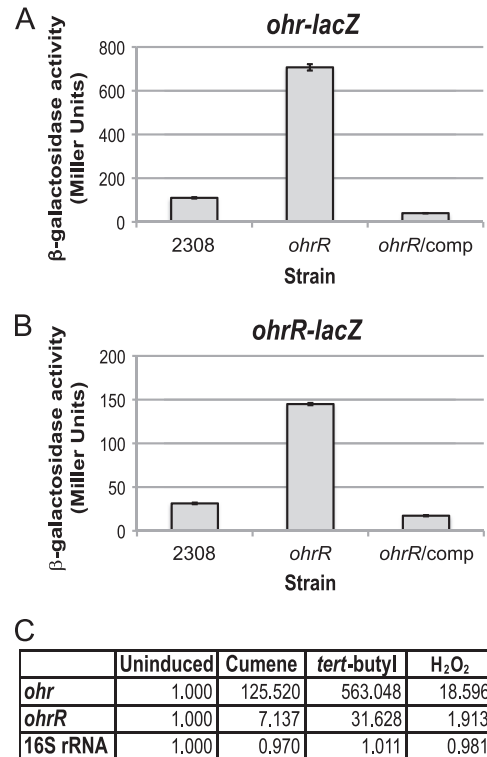 A
ohr-lacZ
β-galactosidase activity
(Miller Units)
800
600
400
200
0
2308 ohrR ohrR/comp
Strain
B
ohrR-lacZ
β-galactosidase activity
(Miller Units)
200
150
100
50
0
2308 ohrR ohrR/comp
Strain
C
Uninduced Cumene tert-butyl H₂O₂
ohr 1.000 125.520 563.048 18.596
ohrR 1.000 7.137 31.628 1.913
16S rRNA 1.000 0.970 1.011 0.981